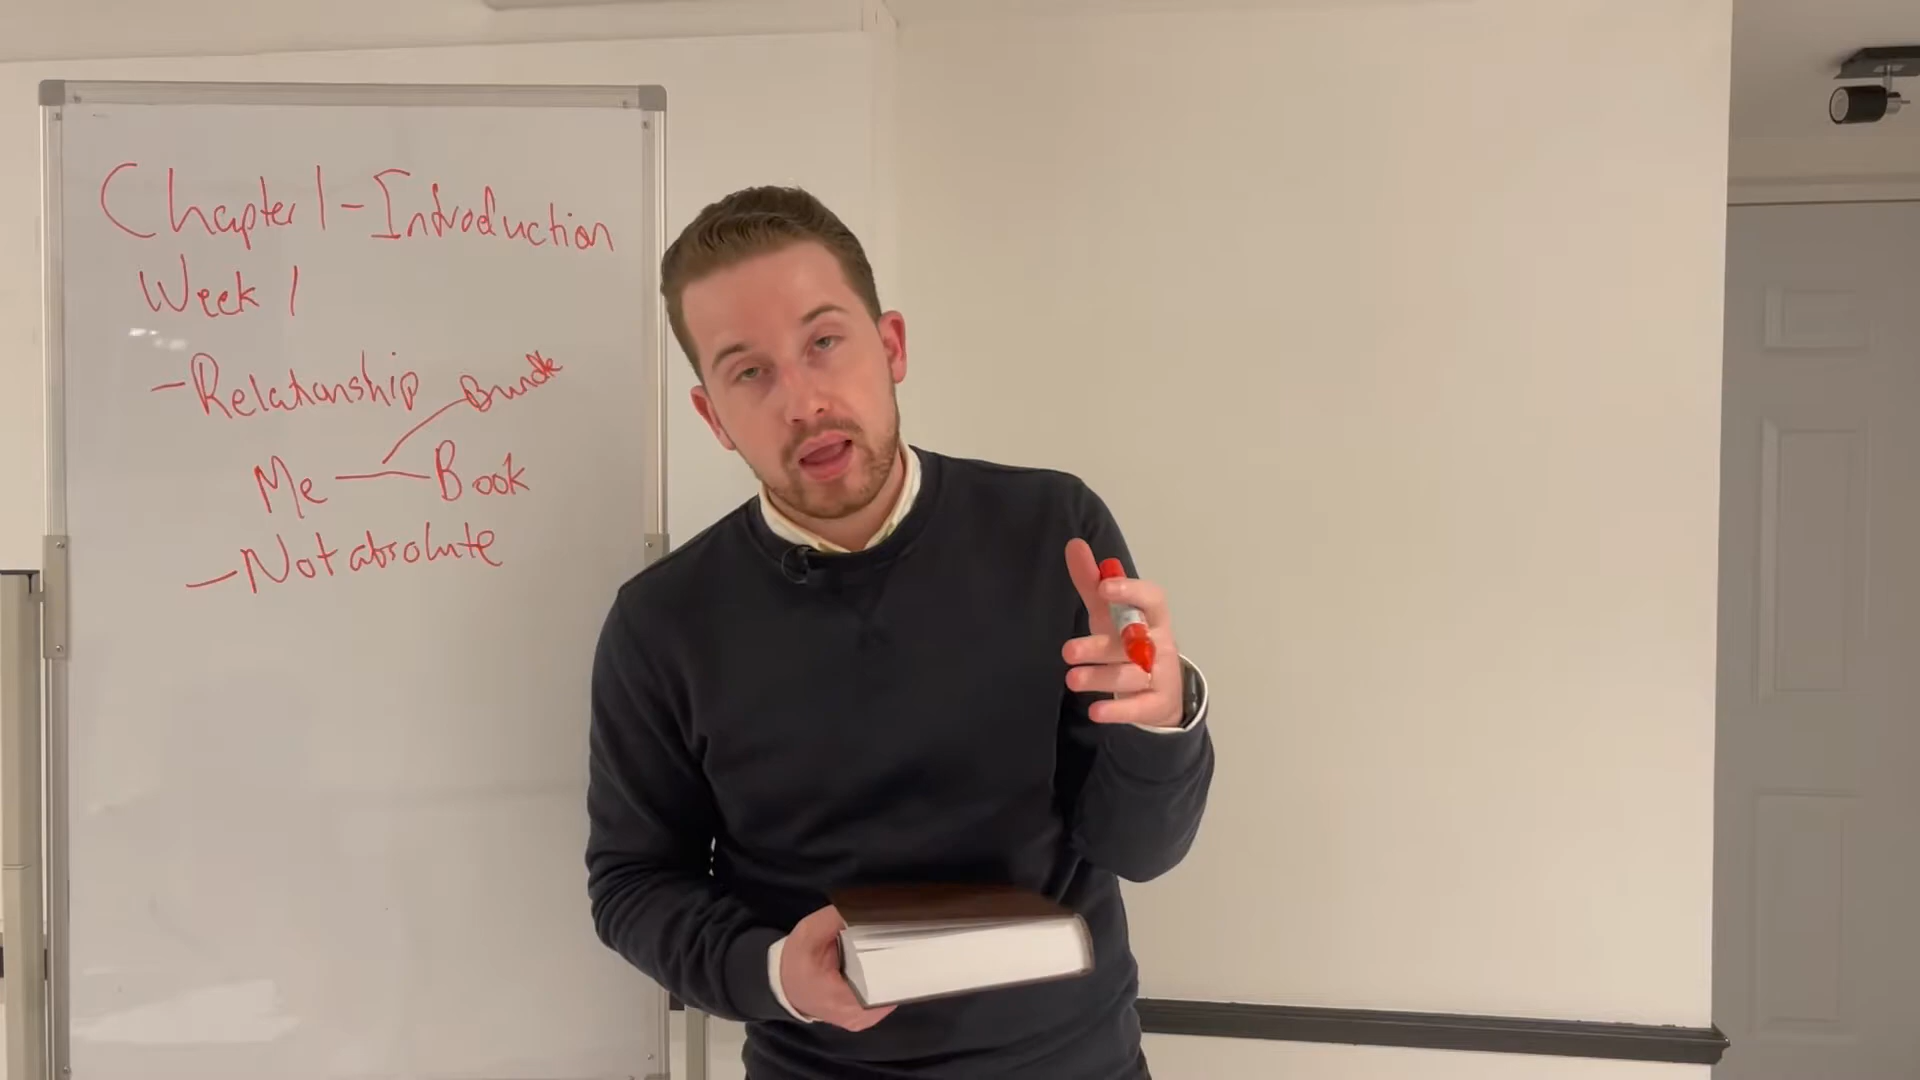 Chapter 1 - Introduction
Week 1
- Relationship
Bundle
Me — Book
- Not absolute